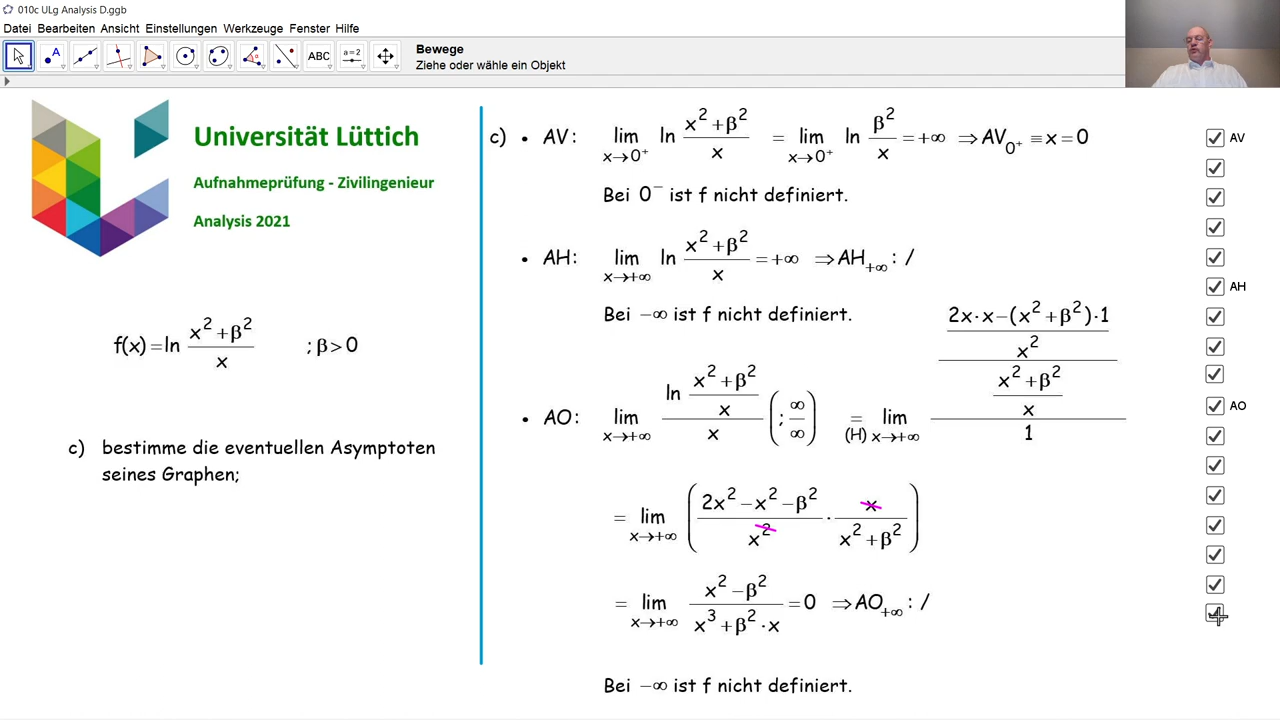 010c ULg Analysis D.ggb
Datei Bearbeiten Ansicht Einstellungen Werkzeuge Fenster Hilfe
A
ABC
a=2
Bewege
Ziehe oder wähle ein Objekt
Universität Lüttich
Aufnahmeprüfung - Zivilingenieur
Analysis 2021
f(x) = ln (x² + β²)/x ; β > 0
c) bestimme die eventuellen Asymptoten
seines Graphen;
c) • AV: lim x→0⁺ ln (x² + β²)/x = lim x→0⁺ ln β²/x = +∞ ⇒ AV₀⁺ ≡ x = 0
Bei 0⁻ ist f nicht definiert.
• AH: lim x→+∞ ln (x² + β²)/x = +∞ ⇒ AH₊∞ : /
Bei −∞ ist f nicht definiert.
• AO: lim x→+∞ (ln (x² + β²)/x)/x (; ∞/∞) =(H) lim x→+∞ (((2x·x − (x² + β²)·1)/x²)/((x² + β²)/x))/1
= lim x→+∞ ((2x² − x² − β²)/x² · x/(x² + β²))
= lim x→+∞ (x² − β²)/(x³ + β²·x) = 0 ⇒ AO₊∞ : /
Bei −∞ ist f nicht definiert.
AV
AH
AO